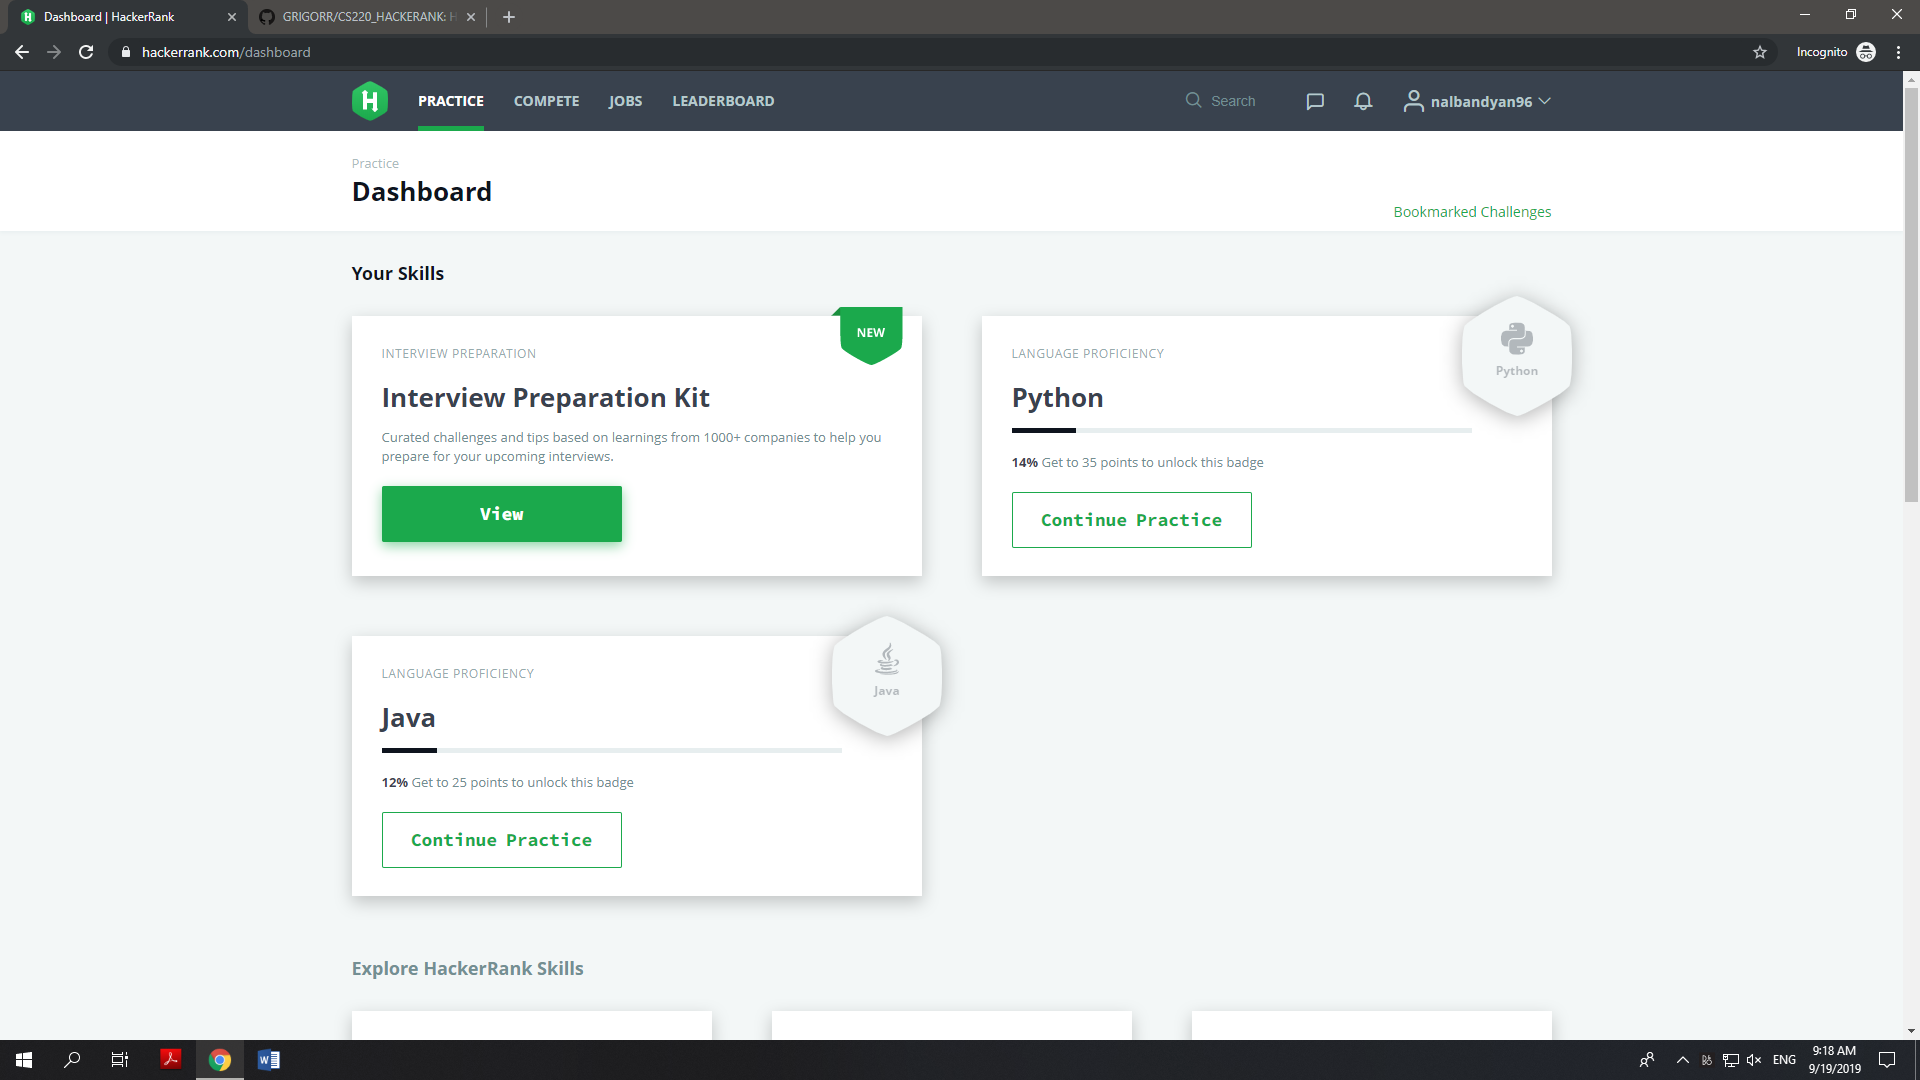 Dashboard | HackerRank
GRIGORR/CS220_HACKERANK: H
hackerrank.com/dashboard
Incognito
PRACTICE
COMPETE
JOBS
LEADERBOARD
Search
nalbandyan96
Practice
Dashboard
Bookmarked Challenges
Your Skills
NEW
INTERVIEW PREPARATION
Interview Preparation Kit
Curated challenges and tips based on learnings from 1000+ companies to help you
prepare for your upcoming interviews.
View
Python
LANGUAGE PROFICIENCY
Python
14% Get to 35 points to unlock this badge
Continue Practice
Java
LANGUAGE PROFICIENCY
Java
12% Get to 25 points to unlock this badge
Continue Practice
Explore HackerRank Skills
ENG
9:18 AM
9/19/2019